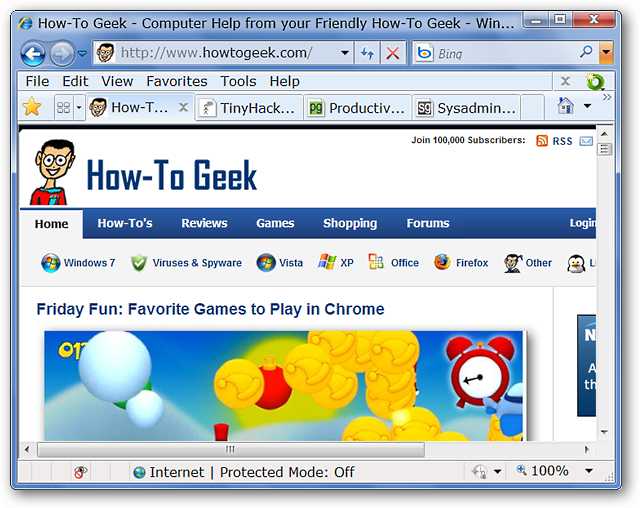 How-To Geek - Computer Help from your Friendly How-To Geek - Win...
http://www.howtogeek.com/
Bing
File Edit View Favorites Tools Help
x
How-T... TinyHack... Productiv... Sysadmin...
pg
sg
Join 100,000 Subscribers: RSS
How-To Geek
Home How-To's Reviews Games Shopping Forums Login
Windows 7 Viruses & Spyware Vista XP Office Firefox Other L
Friday Fun: Favorite Games to Play in Chrome
N
A
th
Internet | Protected Mode: Off
100%